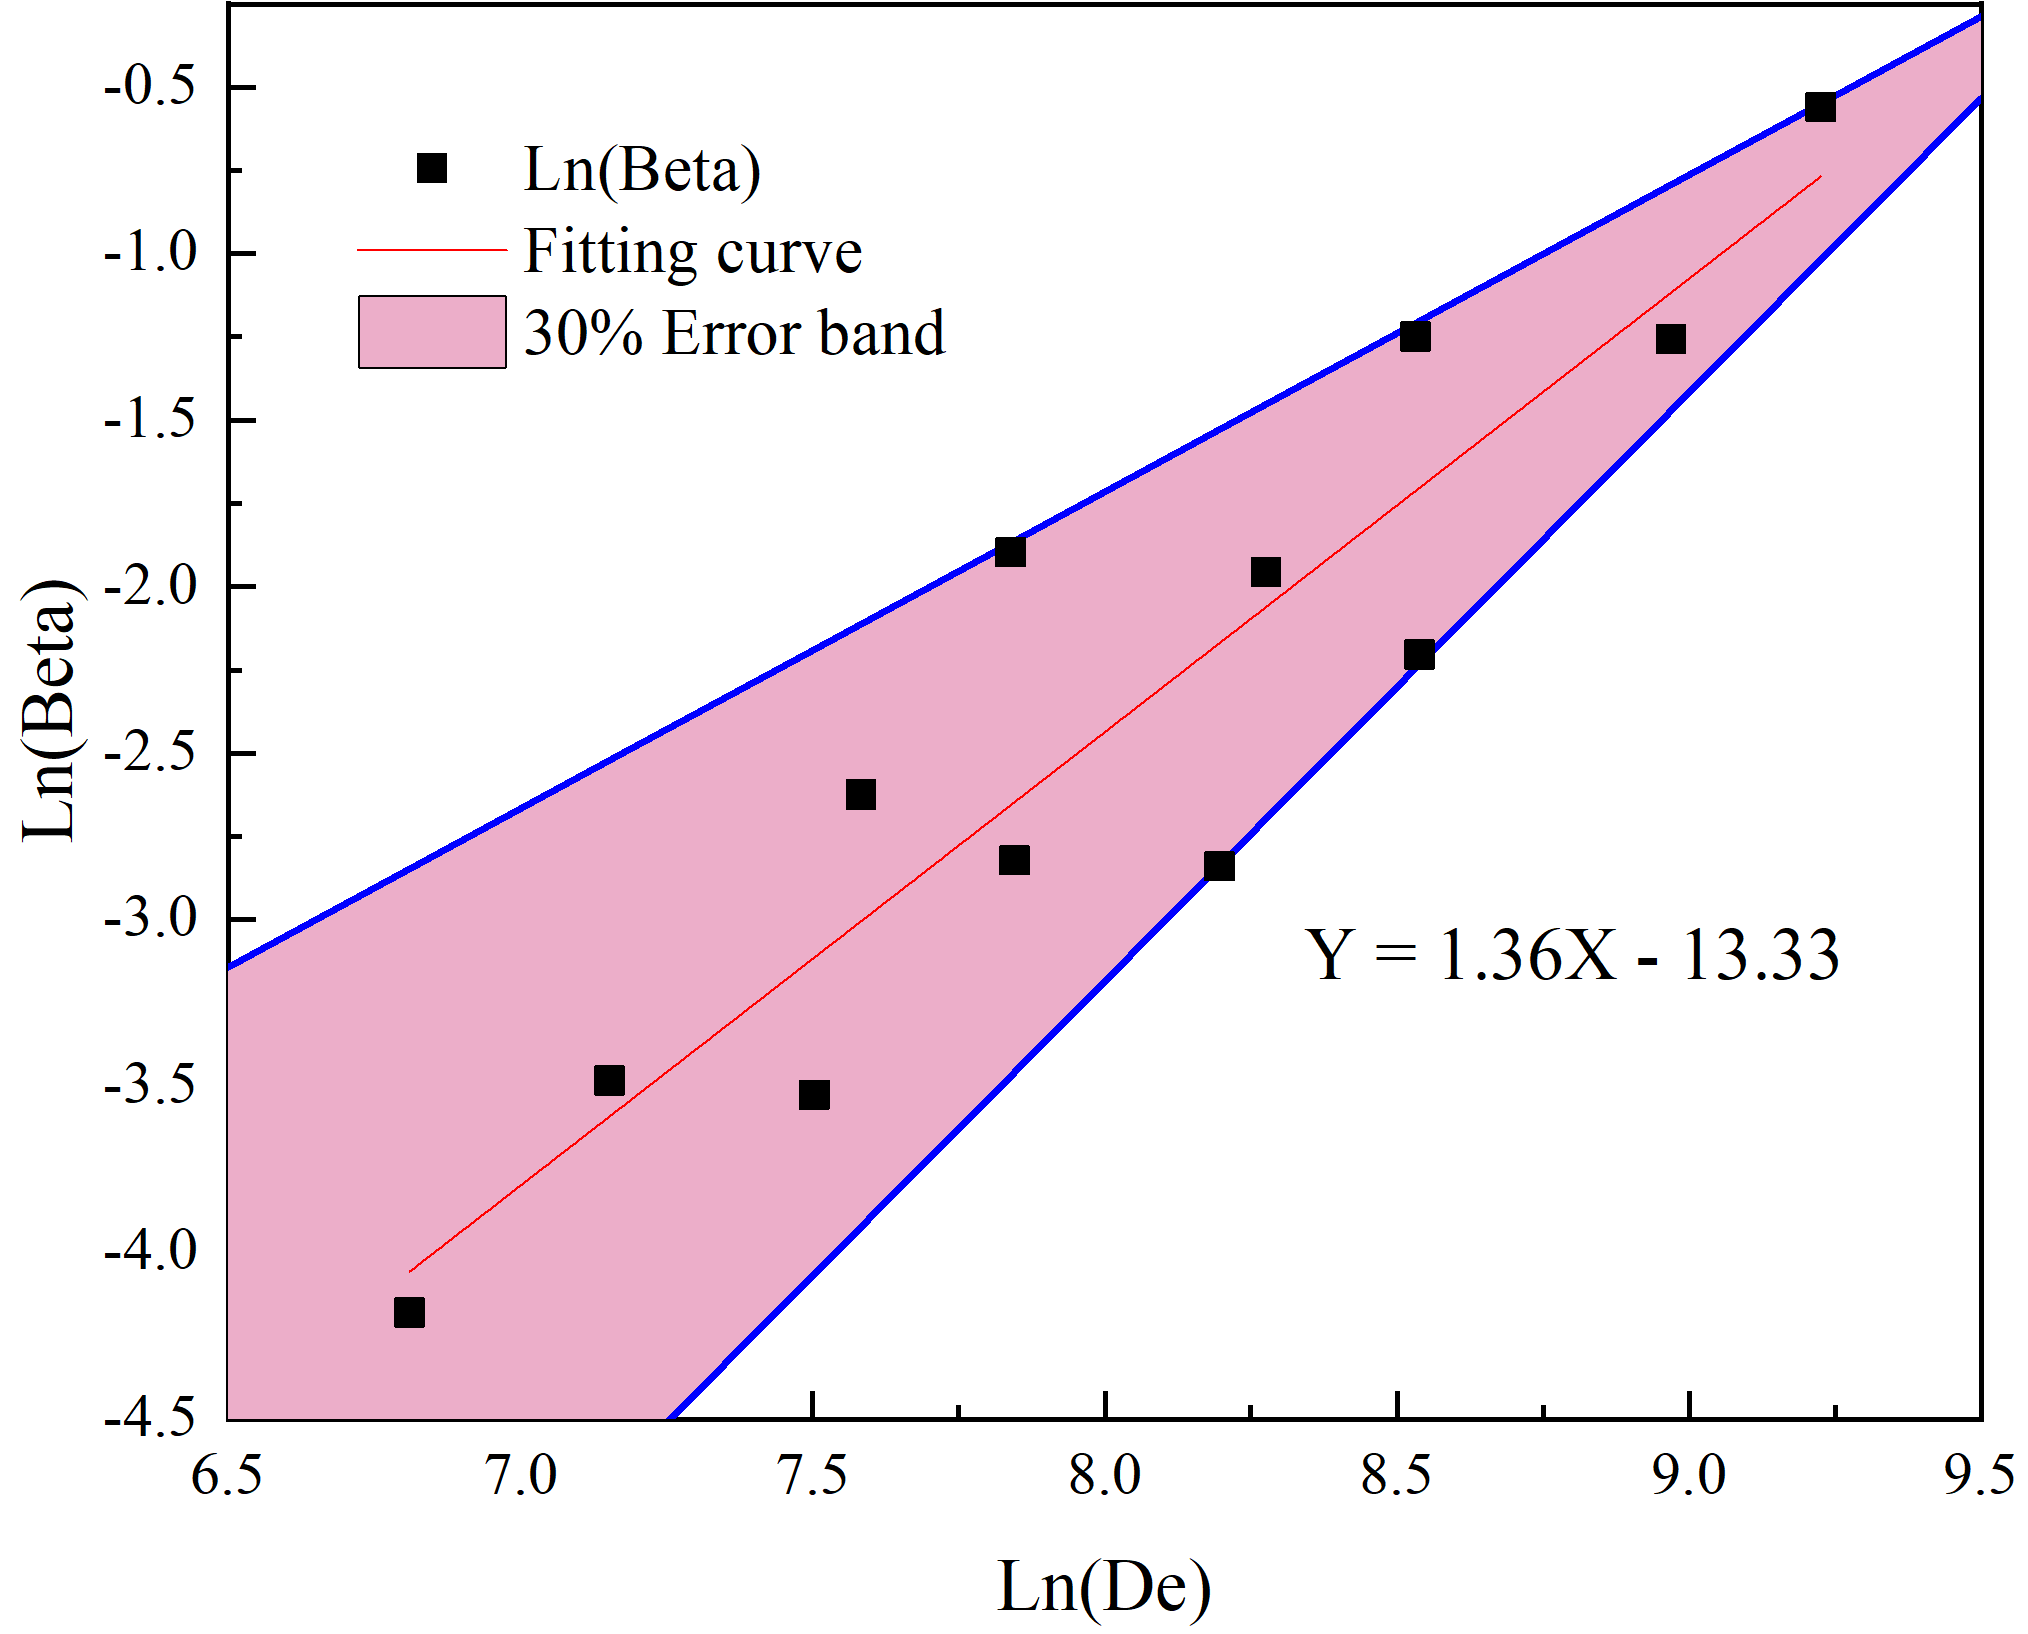 -0.5
-1.0
-1.5
-2.0
-2.5
-3.0
-3.5
-4.0
-4.5
Ln(Beta)
Ln(Beta)
Fitting curve
30% Error band
Y = 1.36X - 13.33
6.5 7.0 7.5 8.0 8.5 9.0 9.5
Ln(De)